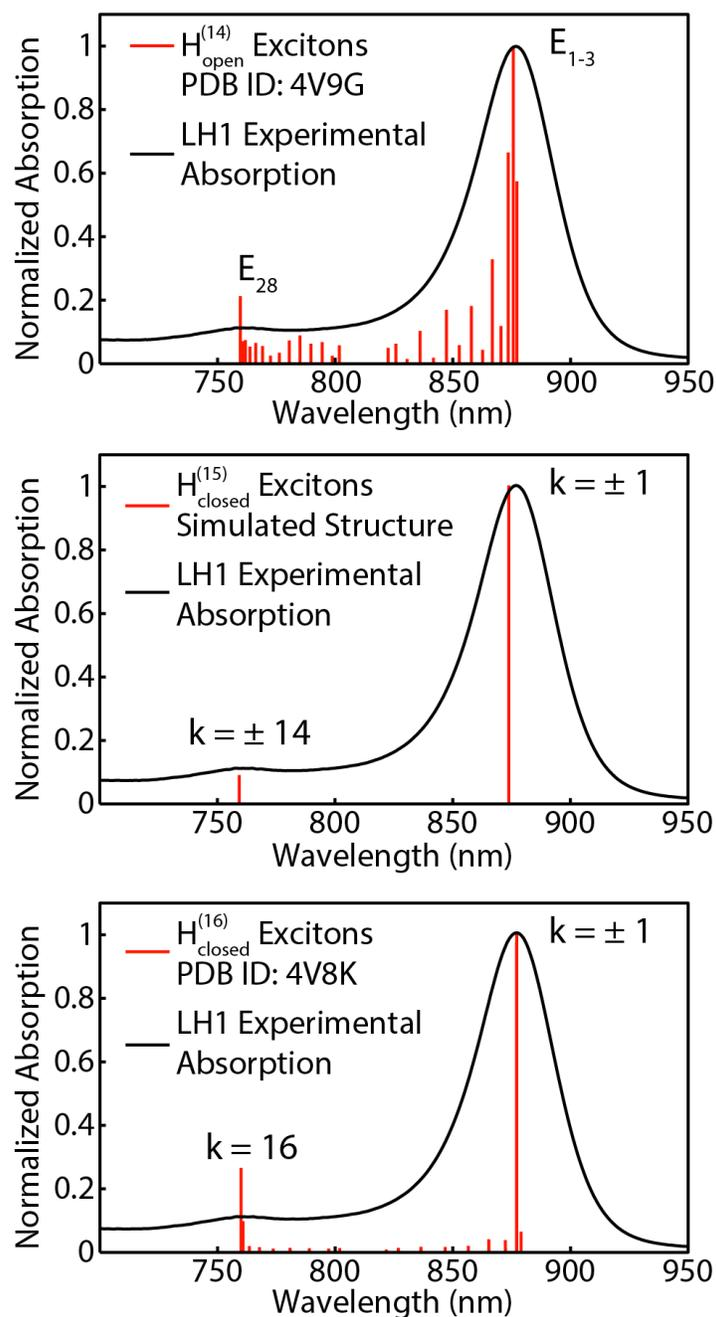 Normalized Absorption
1
0.8
0.6
0.4
0.2
0
H(14)open Excitons
PDB ID: 4V9G
LH1 Experimental
Absorption
E1-3
E28
750 800 850 900 950
Wavelength (nm)
Normalized Absorption
1
0.8
0.6
0.4
0.2
0
H(15)closed Excitons
Simulated Structure
LH1 Experimental
Absorption
k = ± 1
k = ± 14
750 800 850 900 950
Wavelength (nm)
Normalized Absorption
1
0.8
0.6
0.4
0.2
0
H(16)closed Excitons
PDB ID: 4V8K
LH1 Experimental
Absorption
k = ± 1
k = 16
750 800 850 900 950
Wavelength (nm)